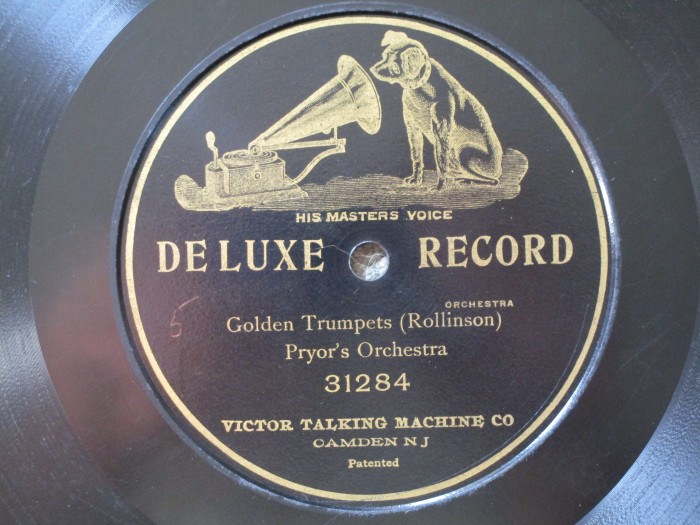 HIS MASTERS VOICE
DE LUXE RECORD
ORCHESTRA
5
Golden Trumpets (Rollinson)
Pryor's Orchestra
31284
VICTOR TALKING MACHINE CO
CAMDEN N J
Patented